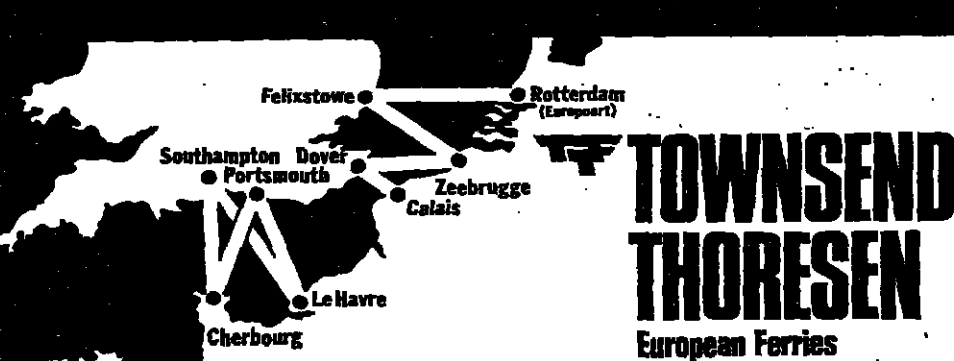 Felixstowe
Rotterdam
(Europoort)
Southampton
Dover
Portsmouth
Zeebrugge
Calais
Le Havre
Cherbourg
TOWNSEND
THORESEN
European Ferries